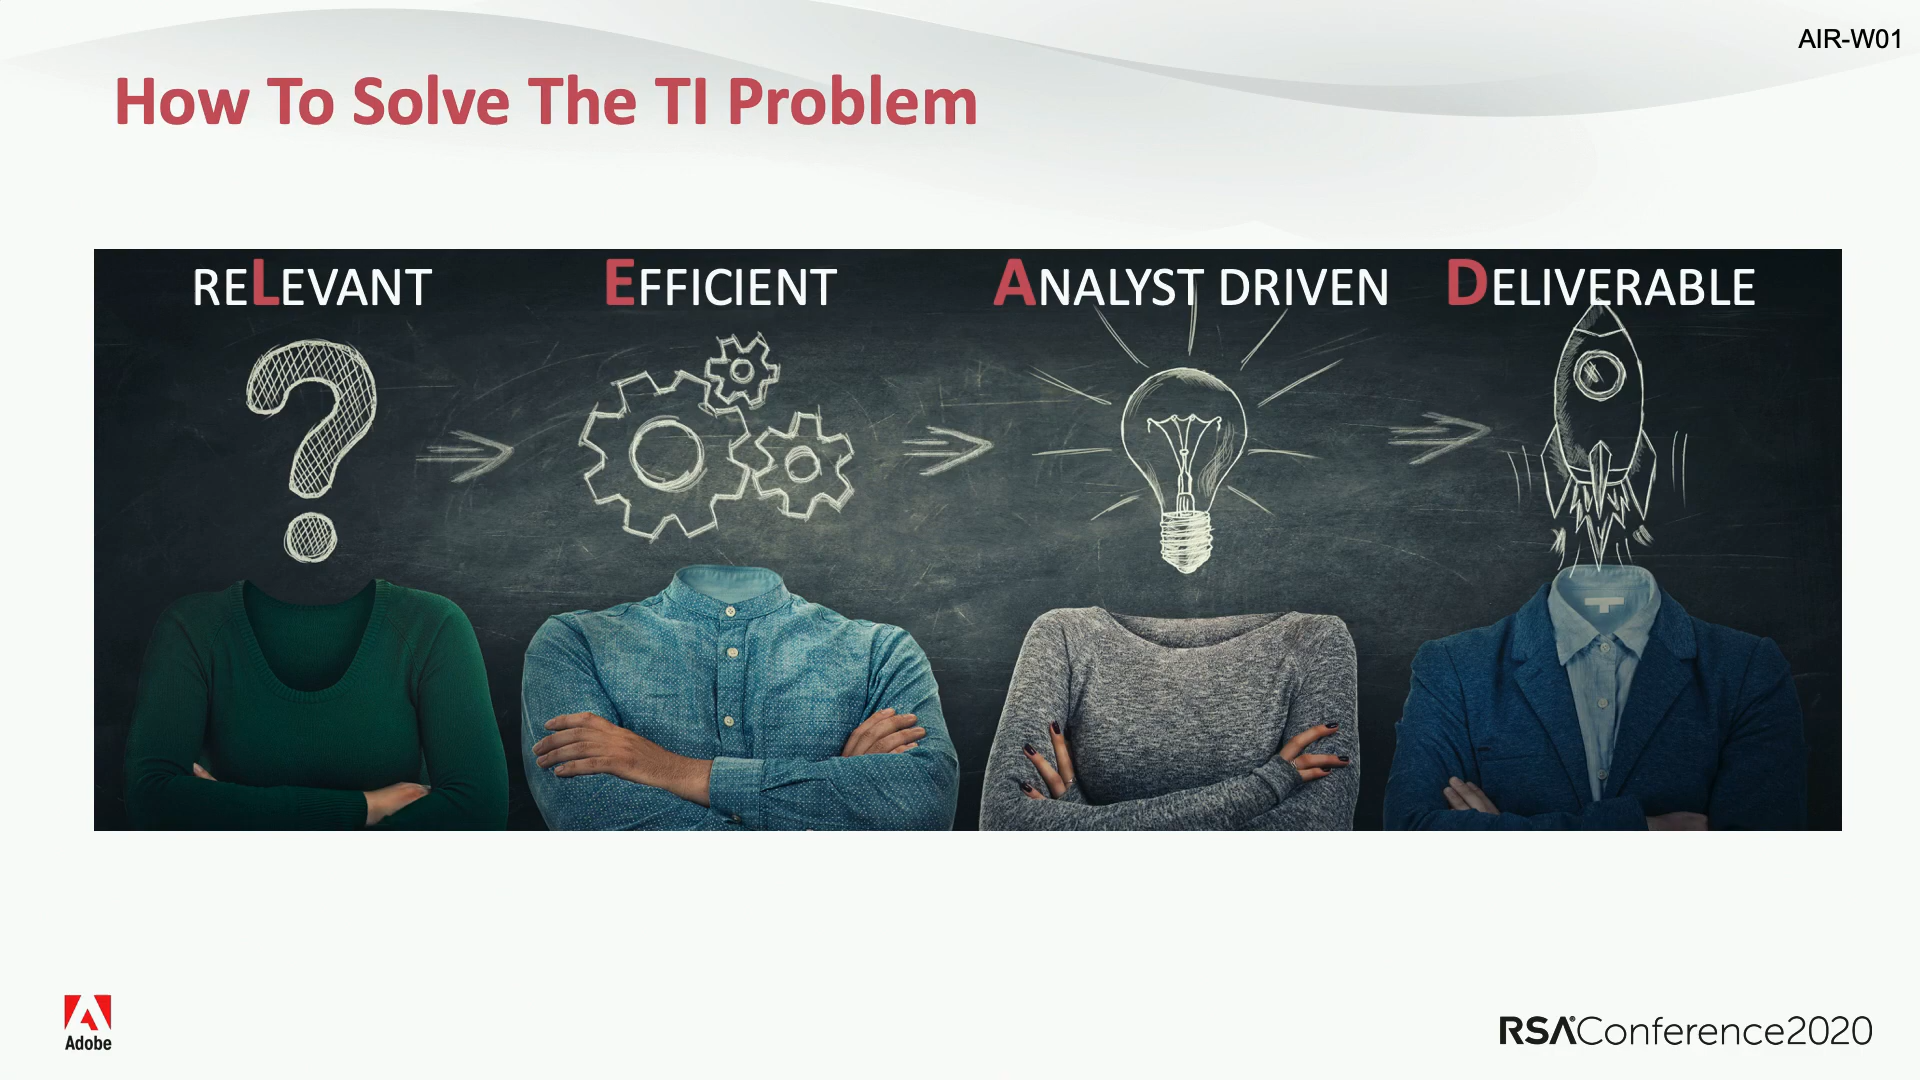 AIR-W01
How To Solve The TI Problem
RELEVANT EFFICIENT ANALYST DRIVEN DELIVERABLE
Adobe
RSAConference2020